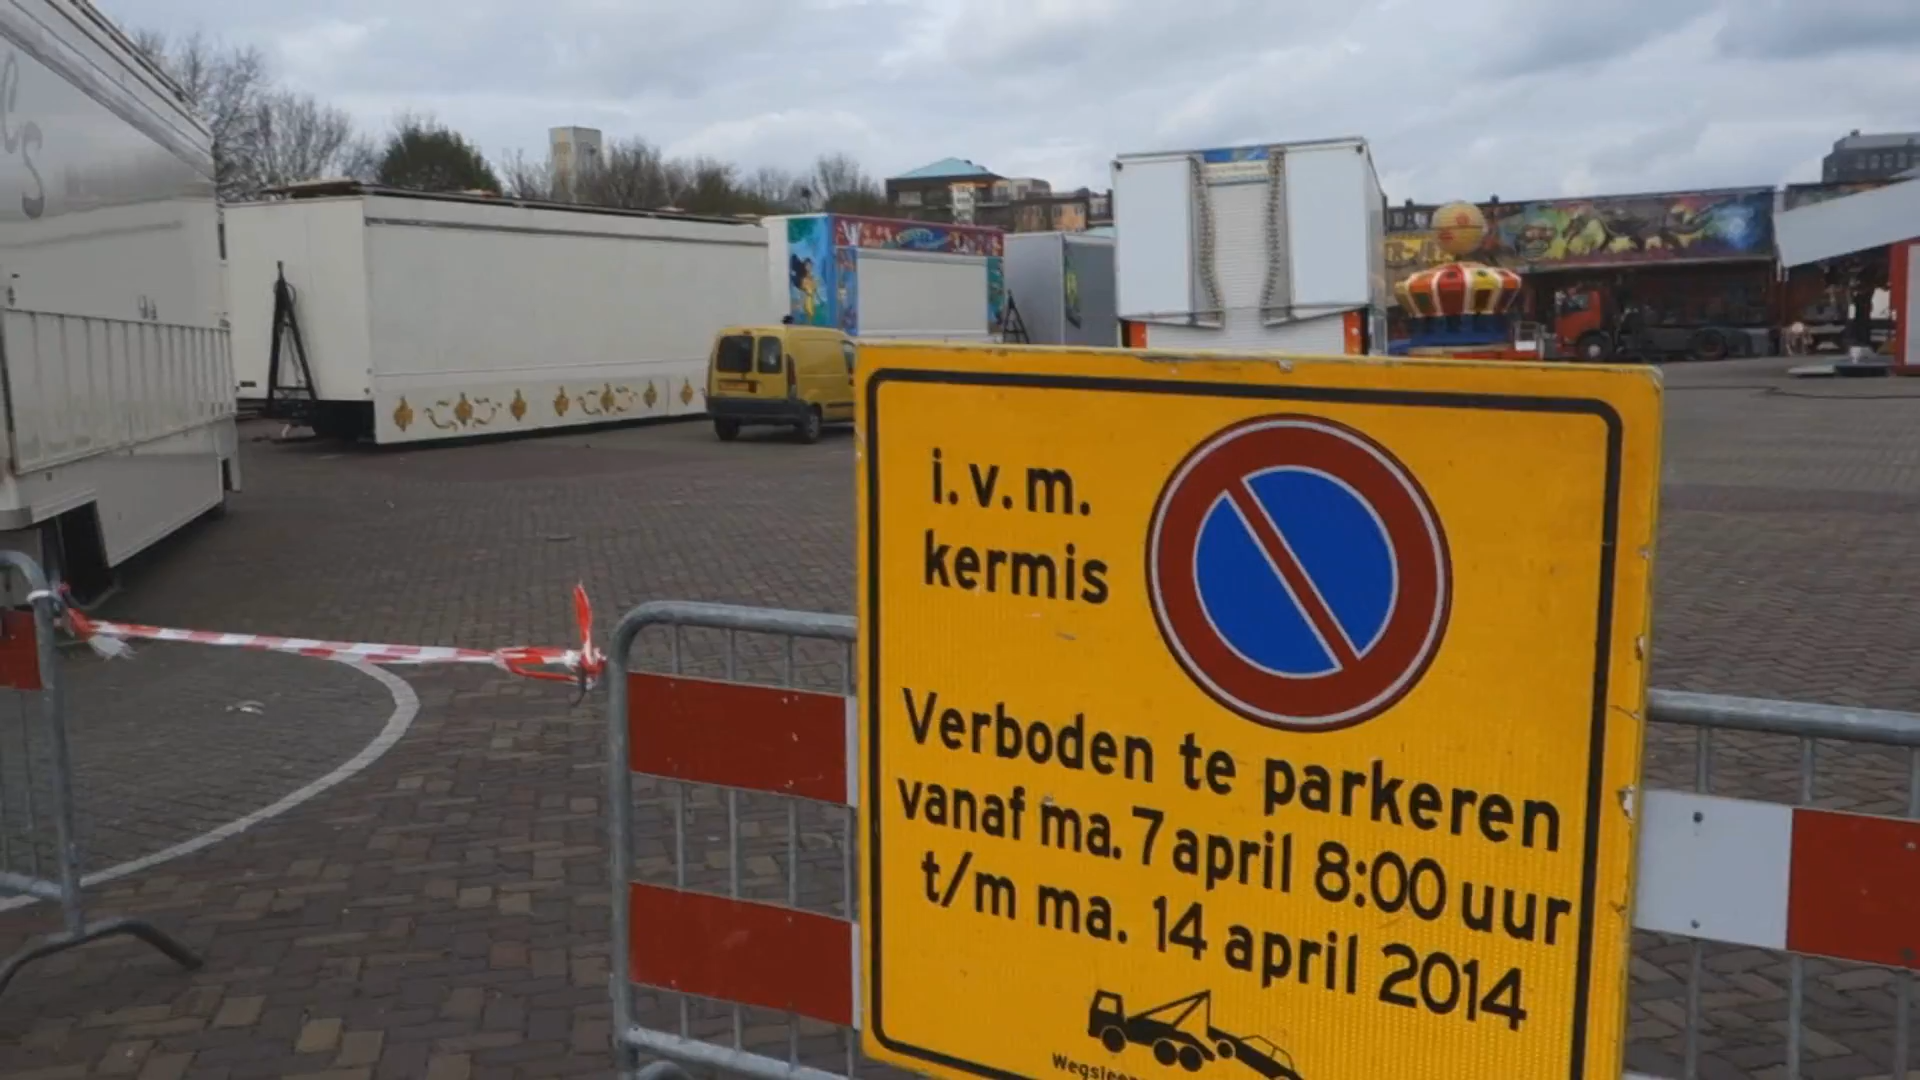 i.v.m.
kermis
Verboden te parkeren
vanaf ma. 7 april 8:00 uur
t/m ma. 14 april 2014